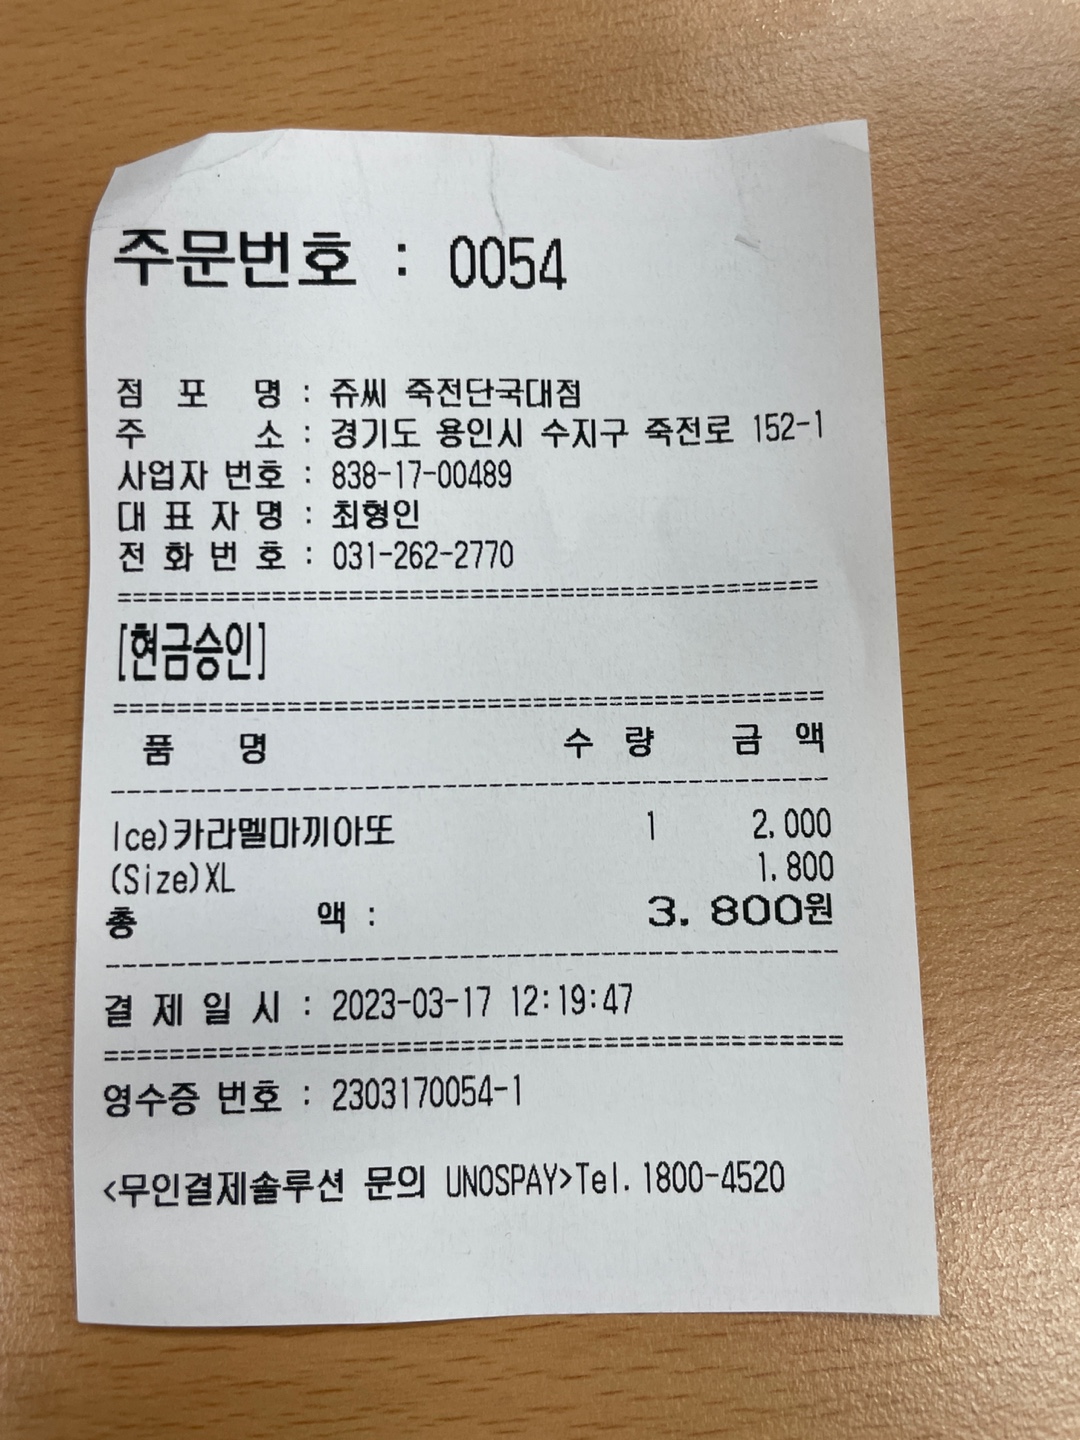 주문번호 : 0054
점 포 명 : 쥬씨 죽전단국대점
주 소 : 경기도 용인시 수지구 죽전로 152-1
사업자 번호 : 838-17-00489
대 표 자 명 : 최형인
전 화 번 호 : 031-262-2770
==============================================
[현금승인]
==============================================
품 명 수 량 금 액
----------------------------------------------
Ice)카라멜마끼아또 1 2,000
(Size)XL 1,800
총 액 : 3, 800원
----------------------------------------------
결 제 일 시 : 2023-03-17 12:19:47
==============================================
영수증 번호 : 2303170054-1
<무인결제솔루션 문의 UNOSPAY>Tel.1800-4520